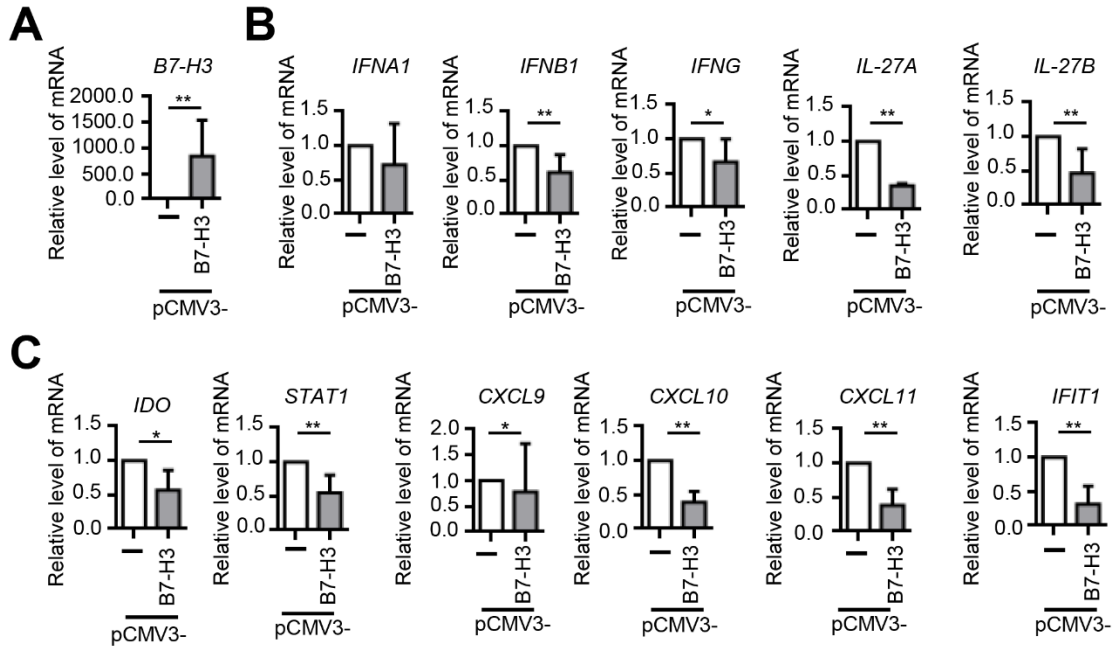 A
B
B7-H3
IFNA1
IFNB1
IFNG
IL-27A
IL-27B
Relative level of mRNA
2000.0
1500.0
1000.0
500.0
0.0
**
—
B7-H3
pCMV3-
Relative level of mRNA
1.5
1.0
0.5
0.0
—
B7-H3
pCMV3-
Relative level of mRNA
1.5
1.0
0.5
0.0
**
—
B7-H3
pCMV3-
Relative level of mRNA
1.5
1.0
0.5
0.0
*
—
B7-H3
pCMV3-
Relative level of mRNA
1.5
1.0
0.5
0.0
**
—
B7-H3
pCMV3-
Relative level of mRNA
1.5
1.0
0.5
0.0
**
—
B7-H3
pCMV3-
C
IDO
STAT1
CXCL9
CXCL10
CXCL11
IFIT1
Relative level of mRNA
1.5
1.0
0.5
0.0
*
—
B7-H3
pCMV3-
Relative level of mRNA
1.5
1.0
0.5
0.0
**
—
B7-H3
pCMV3-
Relative level of mRNA
2.0
1.5
1.0
0.5
0.0
*
—
B7-H3
pCMV3-
Relative level of mRNA
1.5
1.0
0.5
0.0
**
—
B7-H3
pCMV3-
Relative level of mRNA
1.5
1.0
0.5
0.0
**
—
B7-H3
pCMV3-
Relative level of mRNA
1.5
1.0
0.5
0.0
**
—
B7-H3
pCMV3-